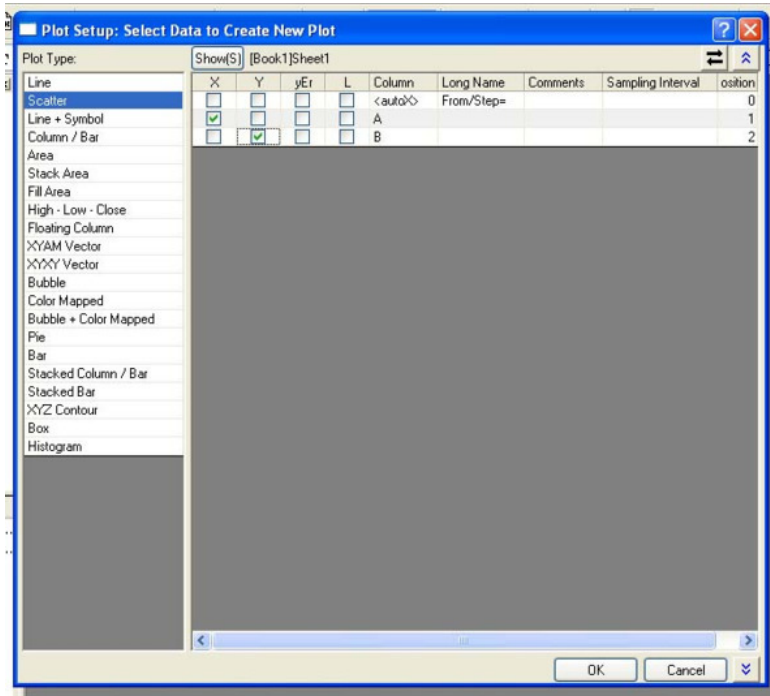 Plot Setup: Select Data to Create New Plot
Plot Type:
Show(S) [Book1]Sheet1
Line
Scatter
Line + Symbol
Column / Bar
Area
Stack Area
Fill Area
High - Low - Close
Floating Column
XYAM Vector
XYXY Vector
Bubble
Color Mapped
Bubble + Color Mapped
Pie
Bar
Stacked Column / Bar
Stacked Bar
XYZ Contour
Box
Histogram
X Y yEr L Column Long Name Comments Sampling Interval osition
<autoX> From/Step= 0
A 1
B 2
OK Cancel